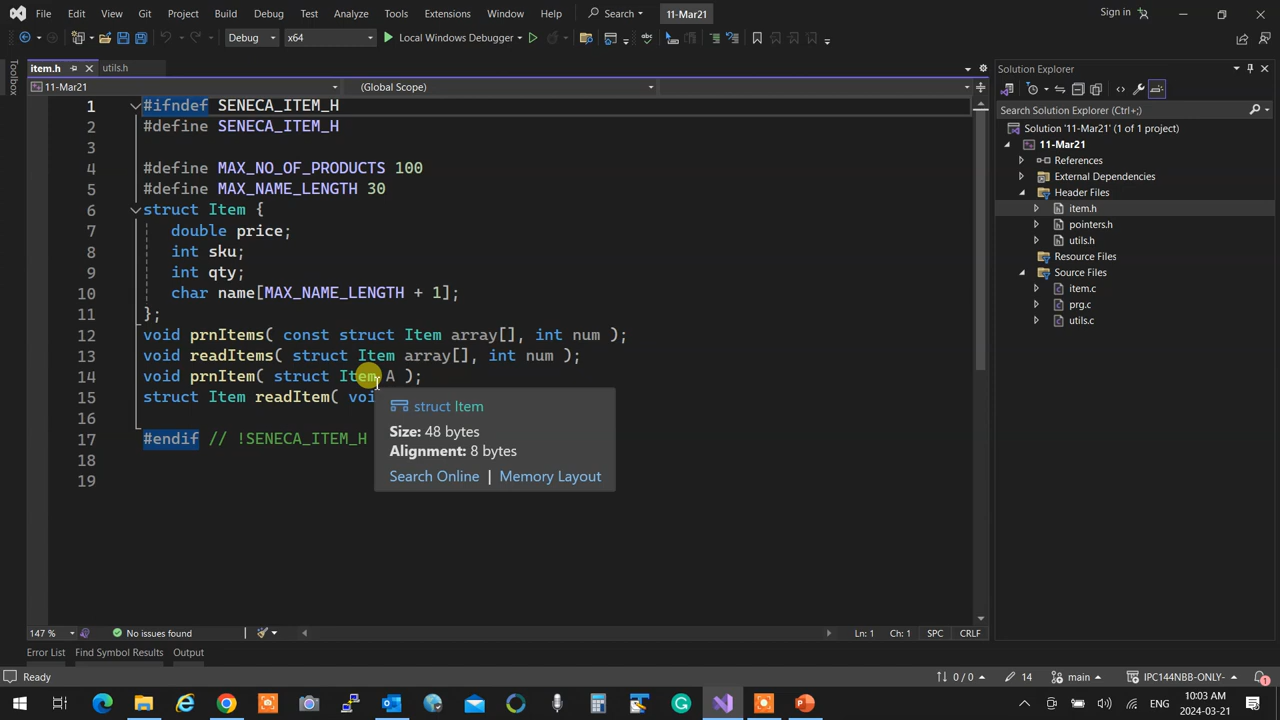 File Edit View Git Project Build Debug Test Analyze Tools Extensions Window Help Search 11-Mar21 Sign in
Debug x64 Local Windows Debugger
Toolbox
item.h utils.h
11-Mar21 (Global Scope)
1 #ifndef SENECA_ITEM_H
2 #define SENECA_ITEM_H
3
4 #define MAX_NO_OF_PRODUCTS 100
5 #define MAX_NAME_LENGTH 30
6 struct Item {
7 double price;
8 int sku;
9 int qty;
10 char name[MAX_NAME_LENGTH + 1];
11 };
12 void prnItems( const struct Item array[], int num );
13 void readItems( struct Item array[], int num );
14 void prnItem( struct Item A );
15 struct Item readItem( voi
16
17 #endif // !SENECA_ITEM_H
18
19
struct Item
Size: 48 bytes
Alignment: 8 bytes
Search Online | Memory Layout
147 % No issues found Ln: 1 Ch: 1 SPC CRLF
Error List Find Symbol Results Output
Solution Explorer
Search Solution Explorer (Ctrl+;)
Solution '11-Mar21' (1 of 1 project)
11-Mar21
References
External Dependencies
Header Files
item.h
pointers.h
utils.h
Resource Files
Source Files
item.c
prg.c
utils.c
Ready 0 / 0 14 main IPC144NBB-ONLY- 1
ENG 10:03 AM
2024-03-21